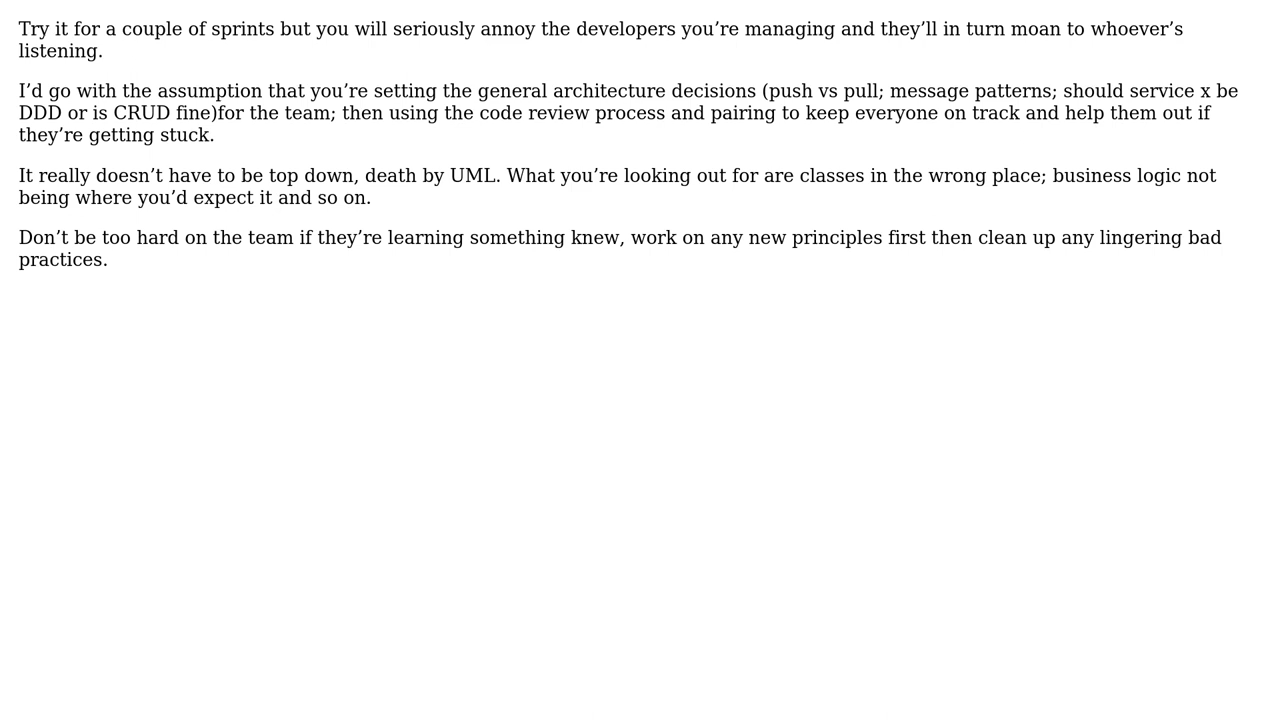 Try it for a couple of sprints but you will seriously annoy the developers you’re managing and they’ll in turn moan to whoever’s
listening.
I’d go with the assumption that you’re setting the general architecture decisions (push vs pull; message patterns; should service x be
DDD or is CRUD fine)for the team; then using the code review process and pairing to keep everyone on track and help them out if
they’re getting stuck.
It really doesn’t have to be top down, death by UML. What you’re looking out for are classes in the wrong place; business logic not
being where you’d expect it and so on.
Don’t be too hard on the team if they’re learning something knew, work on any new principles first then clean up any lingering bad
practices.